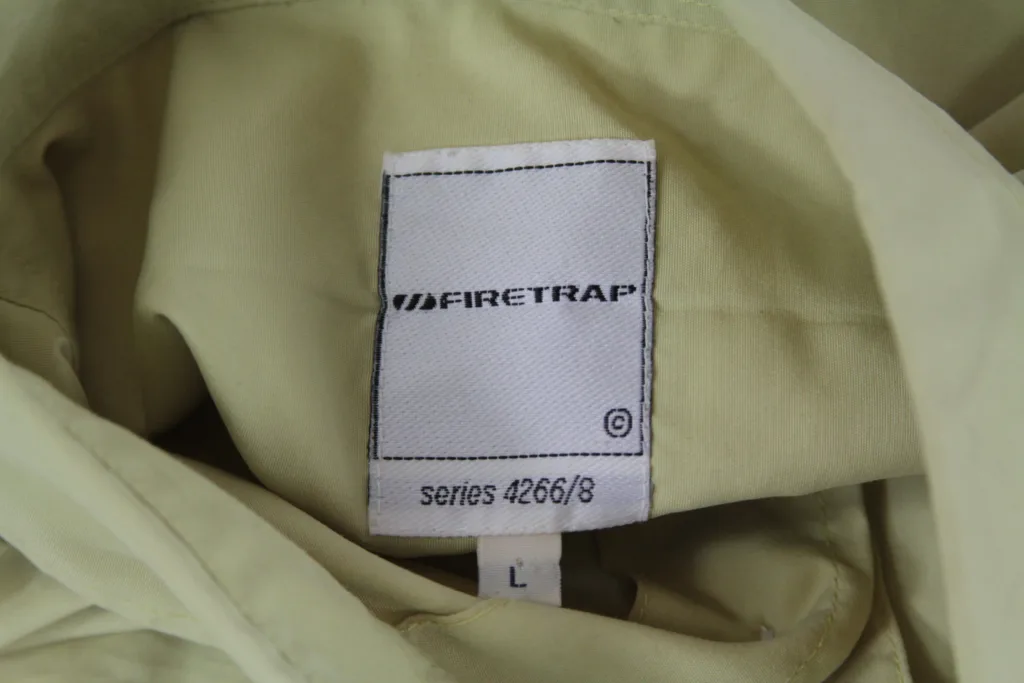 FIRETRAP
©
series 4266/8
L